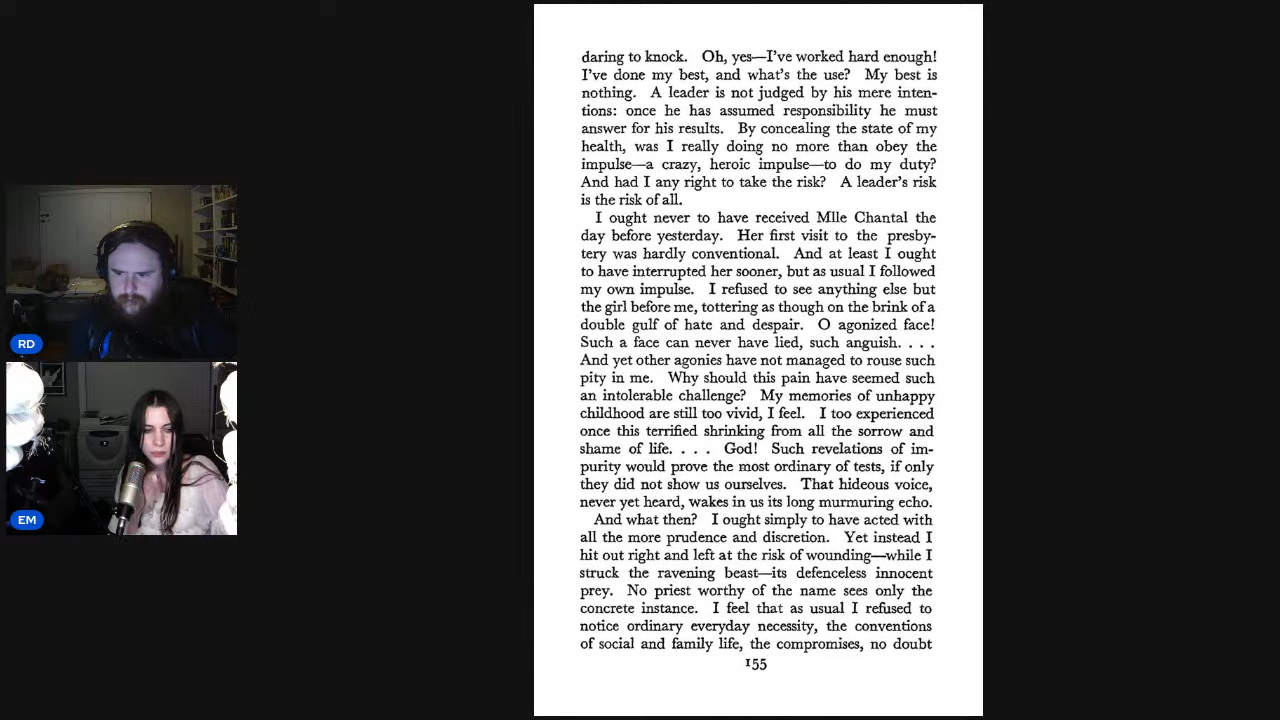 daring to knock. Oh, yes—I've worked hard enough!
I've done my best, and what's the use? My best is
nothing. A leader is not judged by his mere inten-
tions: once he has assumed responsibility he must
answer for his results. By concealing the state of my
health, was I really doing no more than obey the
impulse—a crazy, heroic impulse—to do my duty?
And had I any right to take the risk? A leader's risk
is the risk of all.
I ought never to have received Mlle Chantal the
day before yesterday. Her first visit to the presby-
tery was hardly conventional. And at least I ought
to have interrupted her sooner, but as usual I followed
my own impulse. I refused to see anything else but
the girl before me, tottering as though on the brink of a
double gulf of hate and despair. O agonized face!
Such a face can never have lied, such anguish. . . .
And yet other agonies have not managed to rouse such
pity in me. Why should this pain have seemed such
an intolerable challenge? My memories of unhappy
childhood are still too vivid, I feel. I too experienced
once this terrified shrinking from all the sorrow and
shame of life. . . . God! Such revelations of im-
purity would prove the most ordinary of tests, if only
they did not show us ourselves. That hideous voice,
never yet heard, wakes in us its long murmuring echo.
And what then? I ought simply to have acted with
all the more prudence and discretion. Yet instead I
hit out right and left at the risk of wounding—while I
struck the ravening beast—its defenceless innocent
prey. No priest worthy of the name sees only the
concrete instance. I feel that as usual I refused to
notice ordinary everyday necessity, the conventions
of social and family life, the compromises, no doubt
155
RD
EM